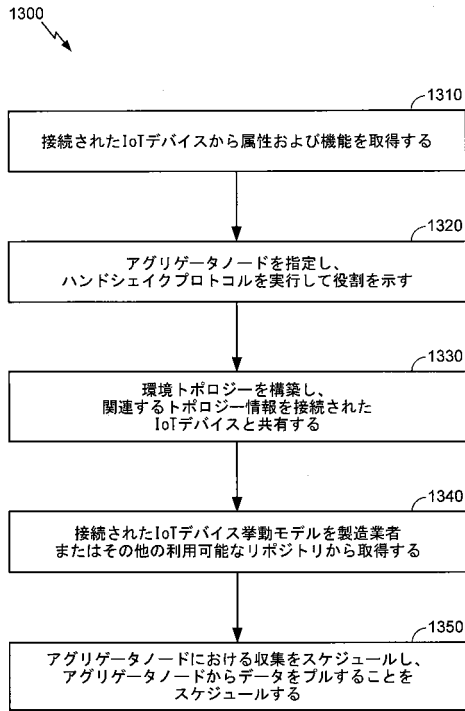 1300
1310
接続されたIoTデバイスから属性および機能を取得する
1320
アグリゲータノードを指定し、
ハンドシェイクプロトコルを実行して役割を示す
1330
環境トポロジーを構築し、
関連するトポロジー情報を接続された
IoTデバイスと共有する
1340
接続されたIoTデバイス挙動モデルを製造業者
またはその他の利用可能なリポジトリから取得する
1350
アグリゲータノードにおける収集をスケジュールし、
アグリゲータノードからデータをプルすることを
スケジュールする